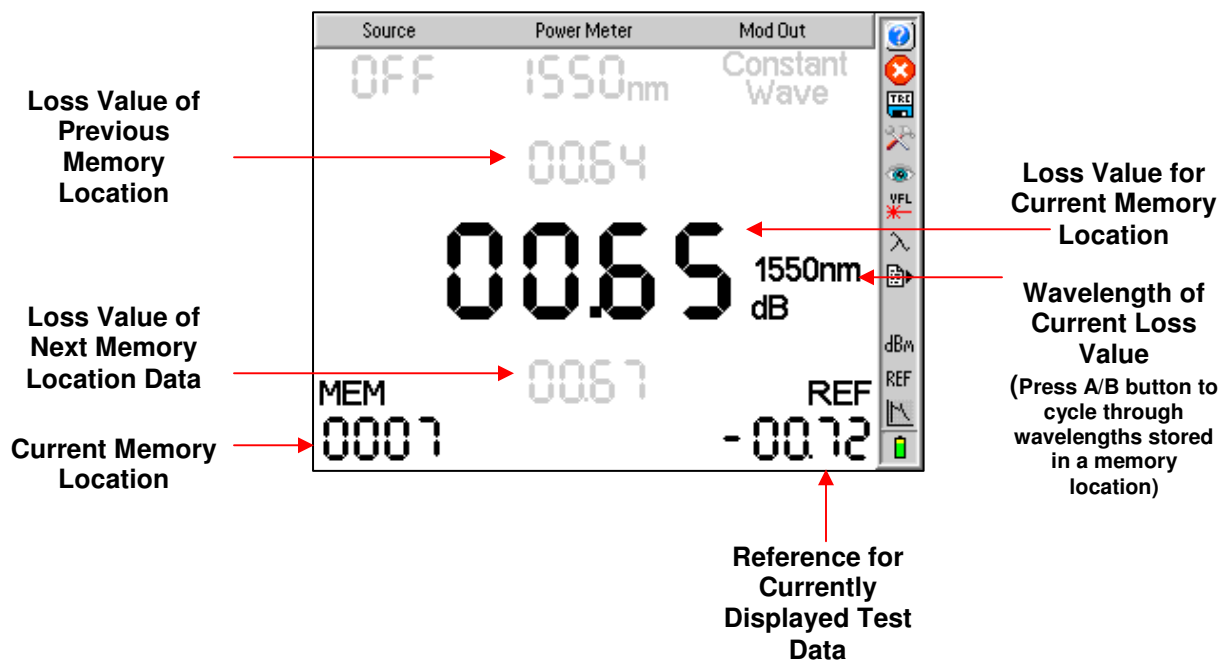 Source Power Meter Mod Out
OFF 1550nm Constant
Wave
TRC
VFL
λ
dBm
REF
00.64
00.65
1550nm
dB
00.67
MEM
0007
REF
-00.72
Loss Value of
Previous
Memory
Location
Loss Value of
Next Memory
Location Data
Current Memory
Location
Loss Value for
Current Memory
Location
Wavelength of
Current Loss
Value
(Press A/B button to
cycle through
wavelengths stored
in a memory
location)
Reference for
Currently
Displayed Test
Data